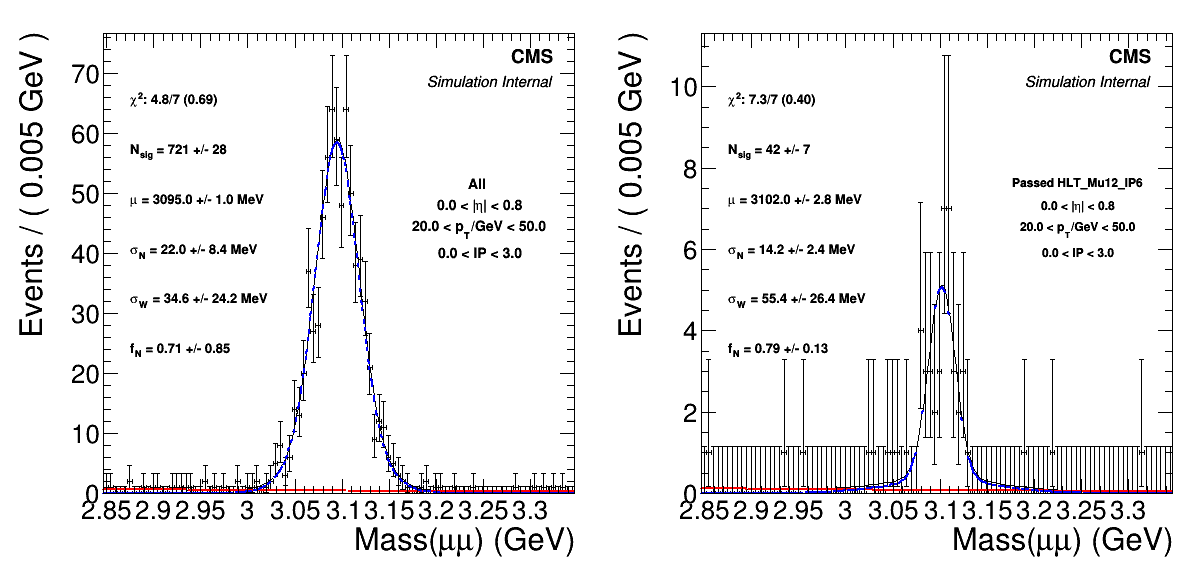 Events / ( 0.005 GeV )
CMS
Simulation Internal
χ²: 4.8/7 (0.69)
N_sig = 721 +/- 28
μ = 3095.0 +/- 1.0 MeV
σ_N = 22.0 +/- 8.4 MeV
σ_W = 34.6 +/- 24.2 MeV
f_N = 0.71 +/- 0.85
All
0.0 < |η| < 0.8
20.0 < p_T/GeV < 50.0
0.0 < IP < 3.0
70
60
50
40
30
20
10
0
2.85 2.9 2.95 3 3.05 3.1 3.15 3.2 3.25 3.3
Mass(μμ) (GeV)
Events / ( 0.005 GeV )
CMS
Simulation Internal
χ²: 7.3/7 (0.40)
N_sig = 42 +/- 7
μ = 3102.0 +/- 2.8 MeV
σ_N = 14.2 +/- 2.4 MeV
σ_W = 55.4 +/- 26.4 MeV
f_N = 0.79 +/- 0.13
Passed HLT_Mu12_IP6
0.0 < |η| < 0.8
20.0 < p_T/GeV < 50.0
0.0 < IP < 3.0
10
8
6
4
2
0
2.85 2.9 2.95 3 3.05 3.1 3.15 3.2 3.25 3.3
Mass(μμ) (GeV)